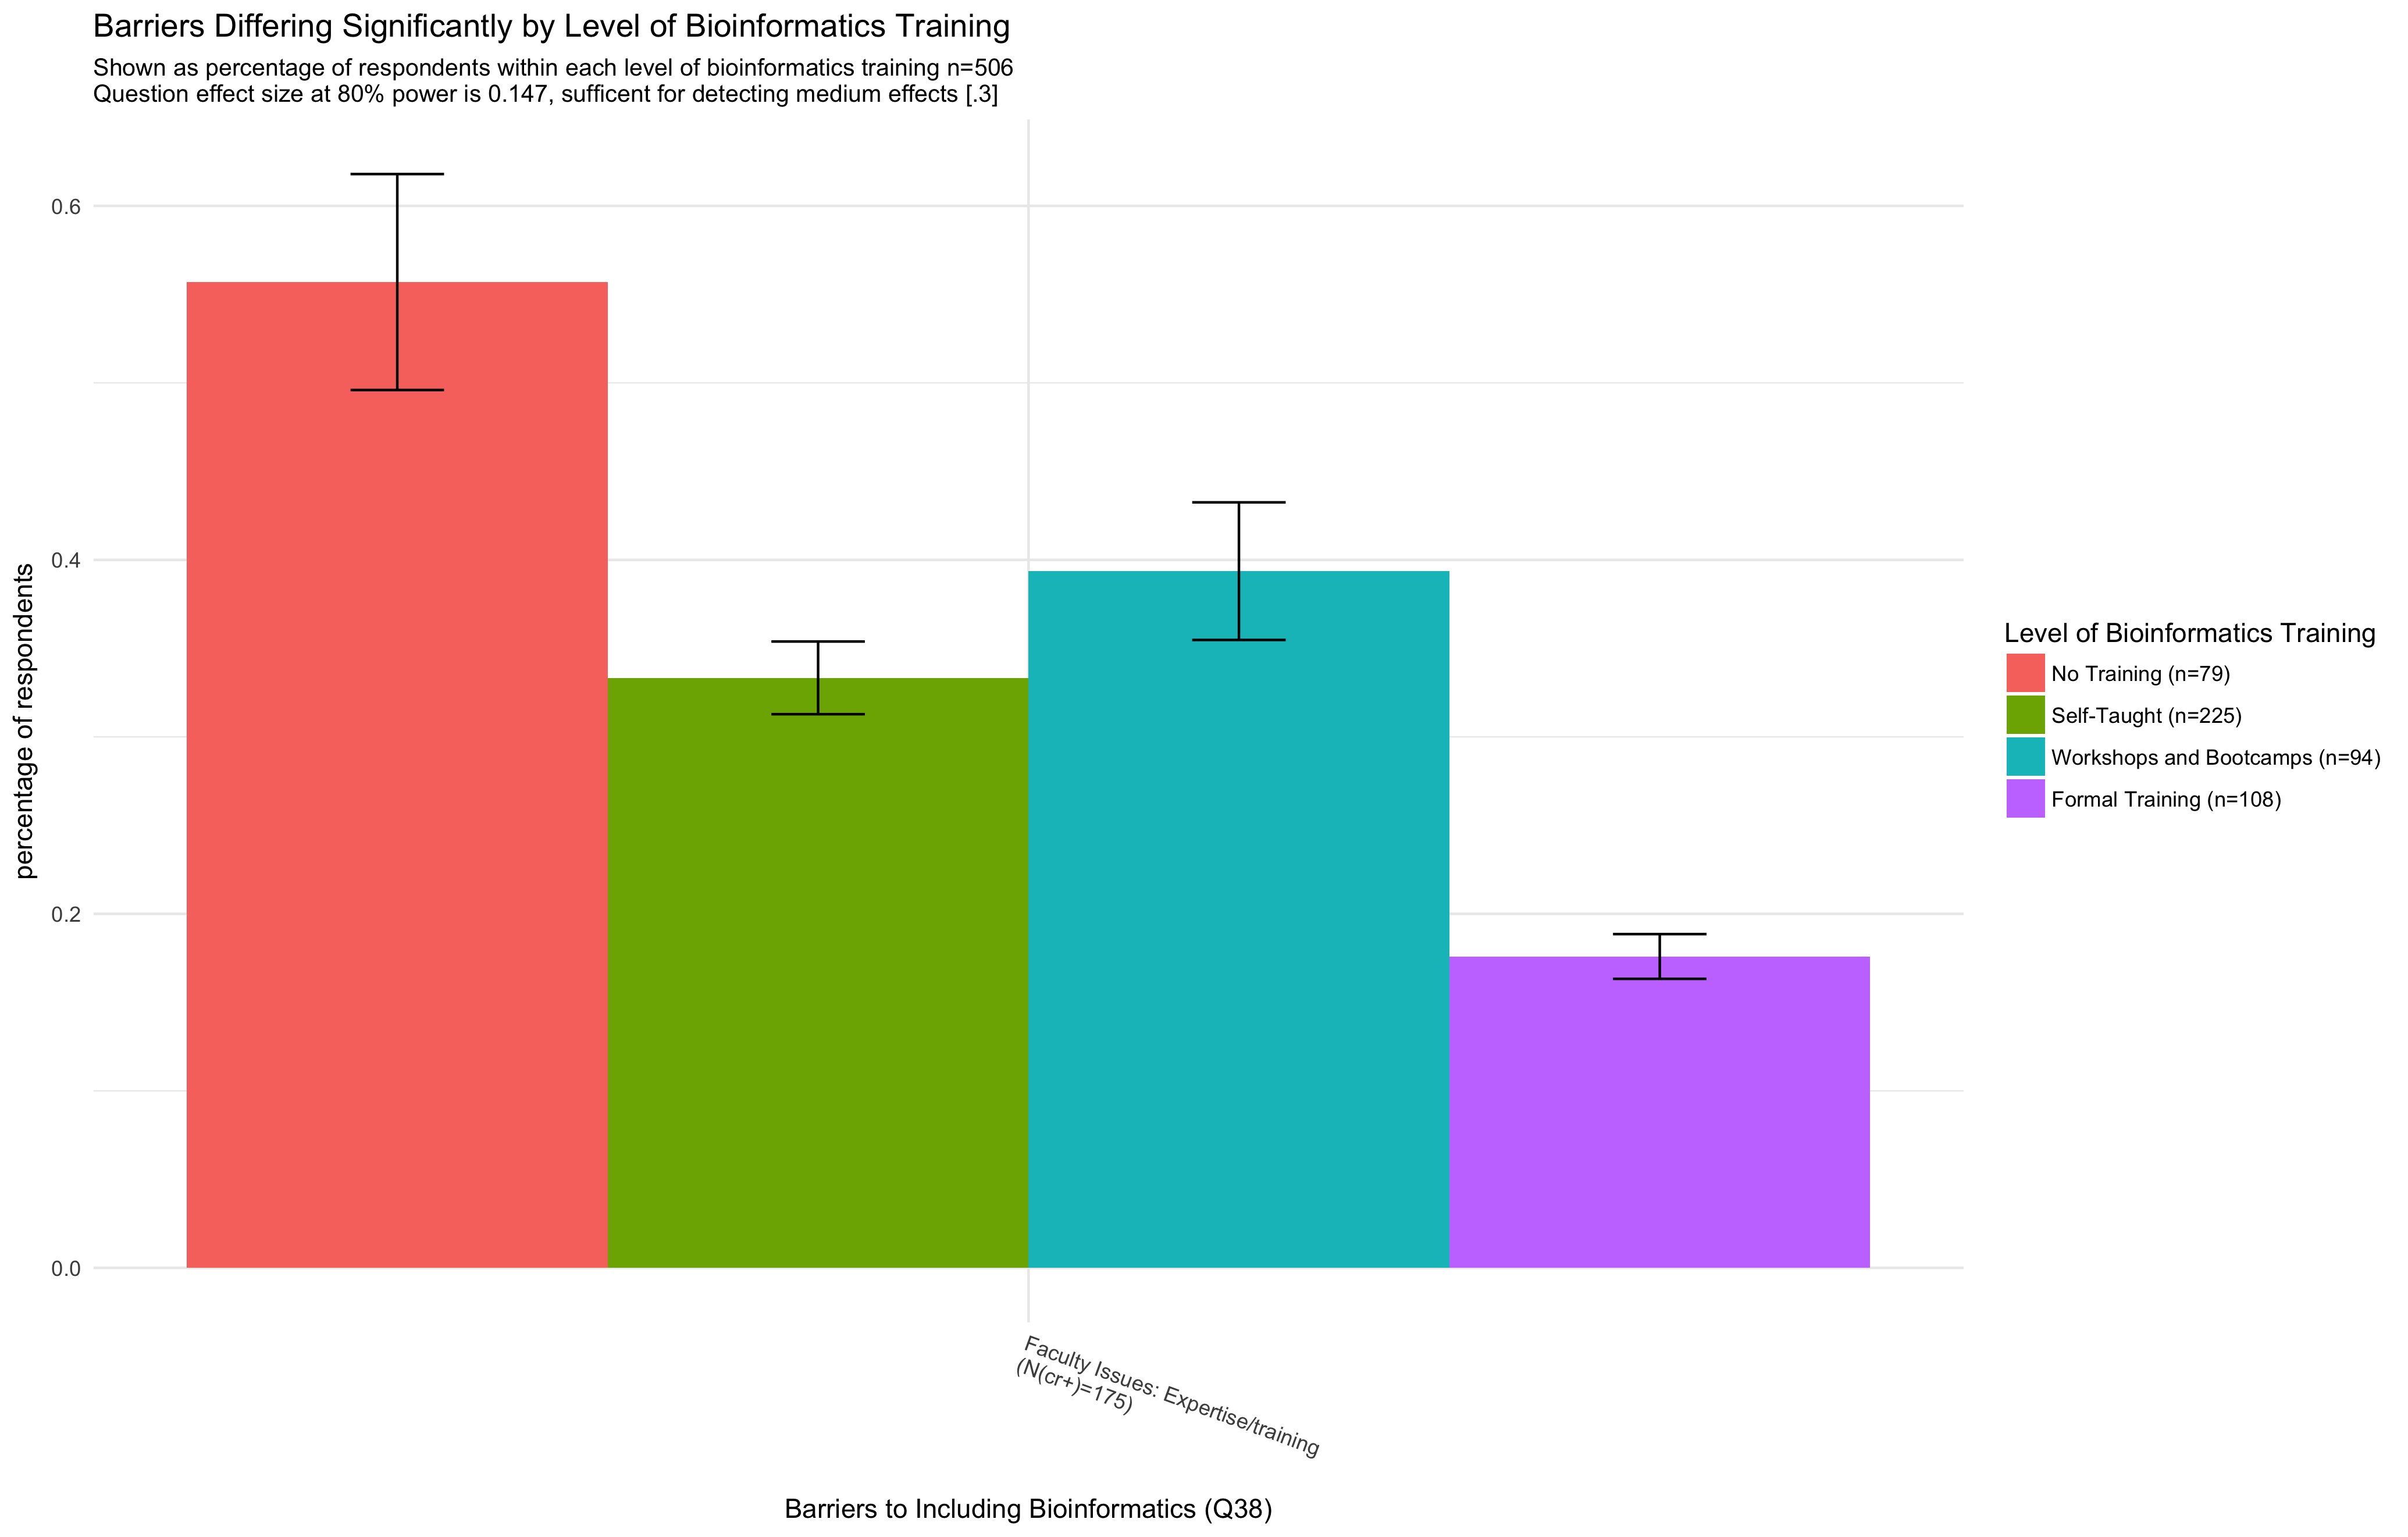 Barriers Differing Significantly by Level of Bioinformatics Training
Shown as percentage of respondents within each level of bioinformatics training n=506
Question effect size at 80% power is 0.147, sufficent for detecting medium effects [.3]
percentage of respondents
0.6
0.4
0.2
0.0
Level of Bioinformatics Training
No Training (n=79)
Self-Taught (n=225)
Workshops and Bootcamps (n=94)
Formal Training (n=108)
Faculty Issues: Expertise/training
(N(cr+)=175)
Barriers to Including Bioinformatics (Q38)